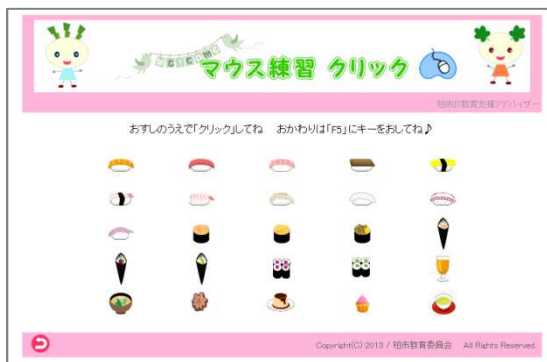 WELCOME
マウス練習 クリック
柏市IT教育支援アドバイザー
おすしのうえで「クリック」してね　おかわりは「F5」にキーをおしてね♪
Copyright(C) 2013 / 柏市教育委員会　All Rights Reserved.